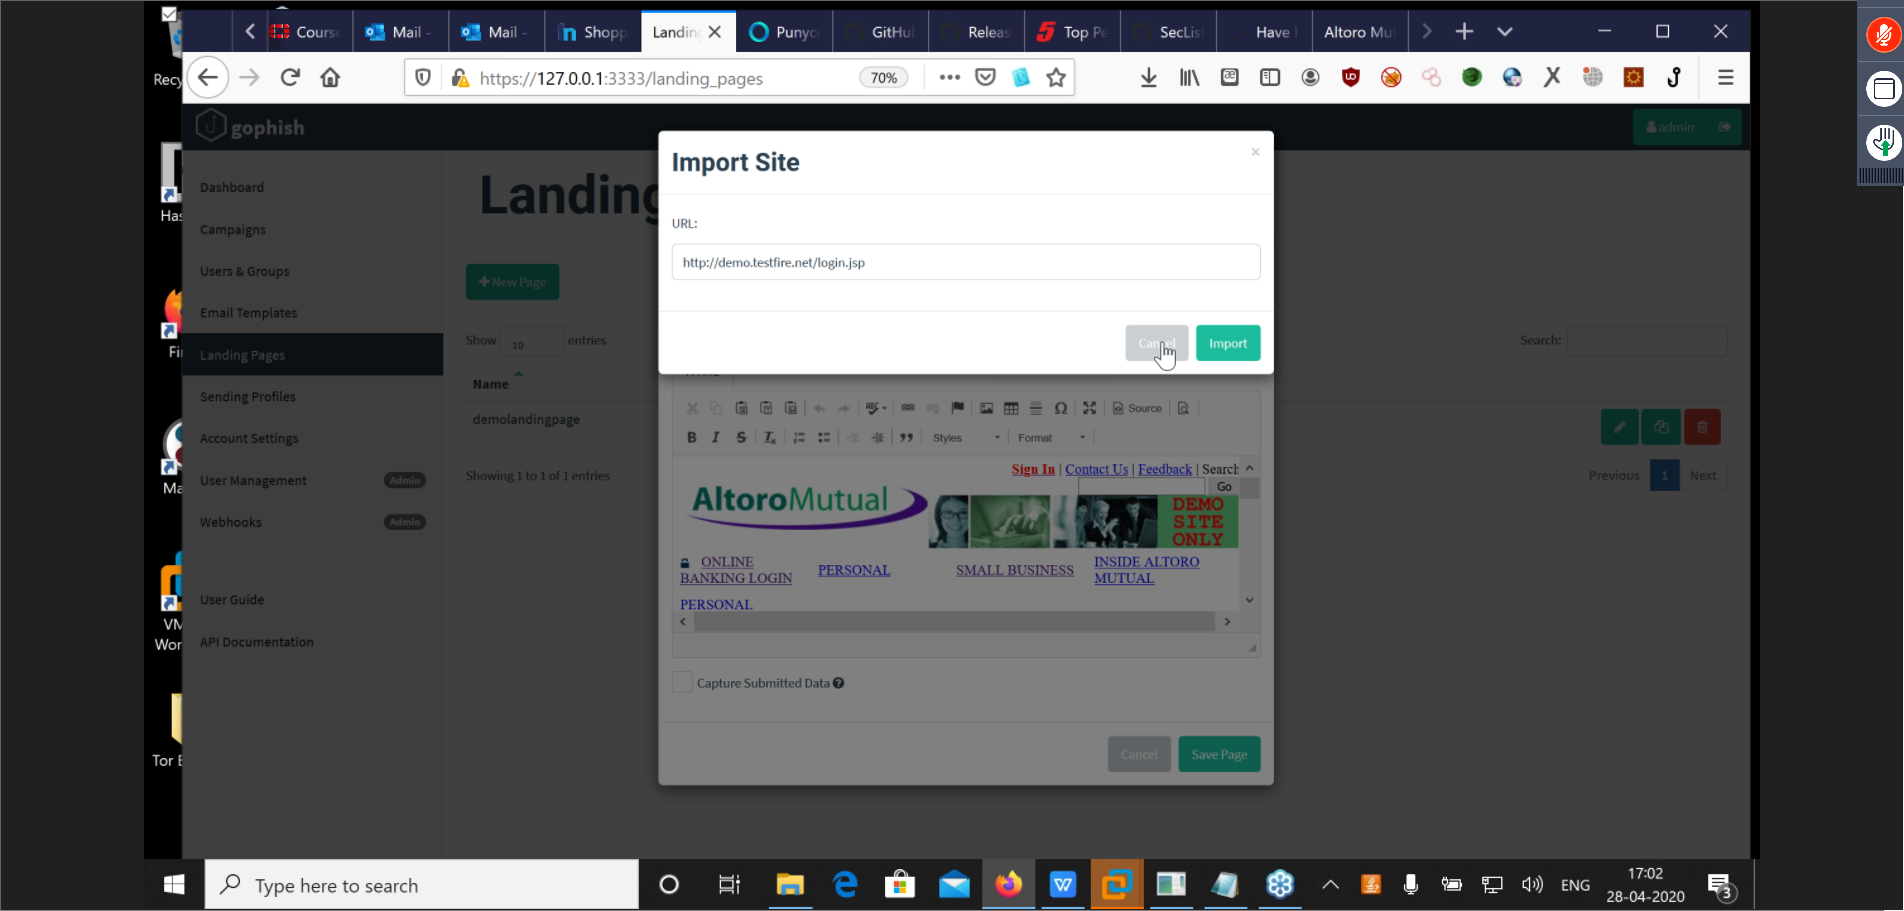 Recyc
Course
Mail -
Mail -
Shopp
Landin
Punyc
GitHu
Releas
Top Pe
SecLis
Have
Altoro Mut
https://127.0.0.1:3333/landing_pages
70%
gophish
admin
Has
Fi
Ma
VM
Wor
Tor B
Dashboard
Campaigns
Users & Groups
Email Templates
Landing Pages
Sending Profiles
Account Settings
User Management Admin
Webhooks Admin
User Guide
API Documentation
Landing
New Page
Show 10 entries
Search:
Name
demolandingpage
Showing 1 to 1 of 1 entries
Previous 1 Next
Import Site
×
URL:
http://demo.testfire.net/login.jsp
Cancel Import
Source
Styles Format
Sign In | Contact Us | Feedback | Search
Go
AltoroMutual
DEMO
SITE
ONLY
ONLINE
BANKING LOGIN
PERSONAL
SMALL BUSINESS
INSIDE ALTORO
MUTUAL
PERSONAL
Capture Submitted Data
Cancel Save Page
Type here to search
ENG
17:02
28-04-2020
3